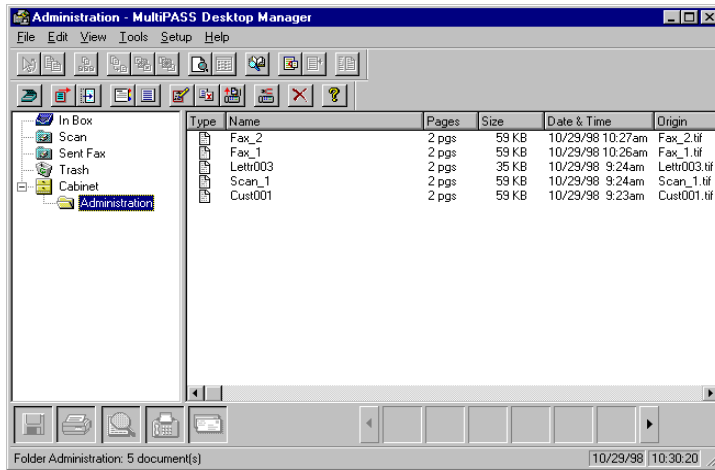 Administration - MultiPASS Desktop Manager
File Edit View Tools Setup Help
In Box
Scan
Sent Fax
Trash
Cabinet
Administration
Type Name Pages Size Date & Time Origin
Fax_2 2 pgs 59 KB 10/29/98 10:27am Fax_2.tif
Fax_1 2 pgs 59 KB 10/29/98 10:26am Fax_1.tif
Lettr003 2 pgs 35 KB 10/29/98 9:24am Lettr003.tif
Scan_1 2 pgs 59 KB 10/29/98 9:24am Scan_1.tif
Cust001 2 pgs 59 KB 10/29/98 9:23am Cust001.tif
Folder Administration: 5 document(s) 10/29/98 10:30:20